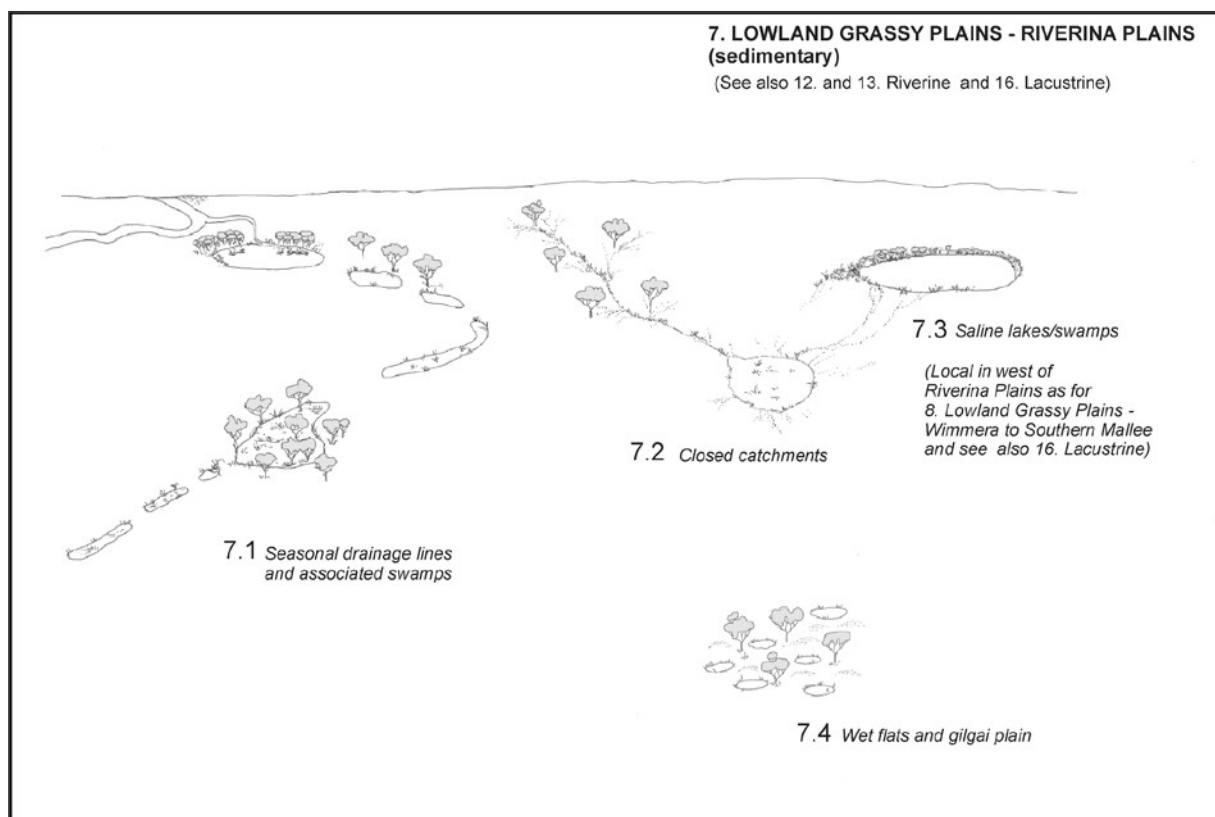 7. LOWLAND GRASSY PLAINS - RIVERINA PLAINS
(sedimentary)
(See also 12. and 13. Riverine and 16. Lacustrine)
7.3 Saline lakes/swamps
(Local in west of
Riverina Plains as for
8. Lowland Grassy Plains -
Wimmera to Southern Mallee
and see also 16. Lacustrine)
7.2 Closed catchments
7.1 Seasonal drainage lines
and associated swamps
7.4 Wet flats and gilgai plain